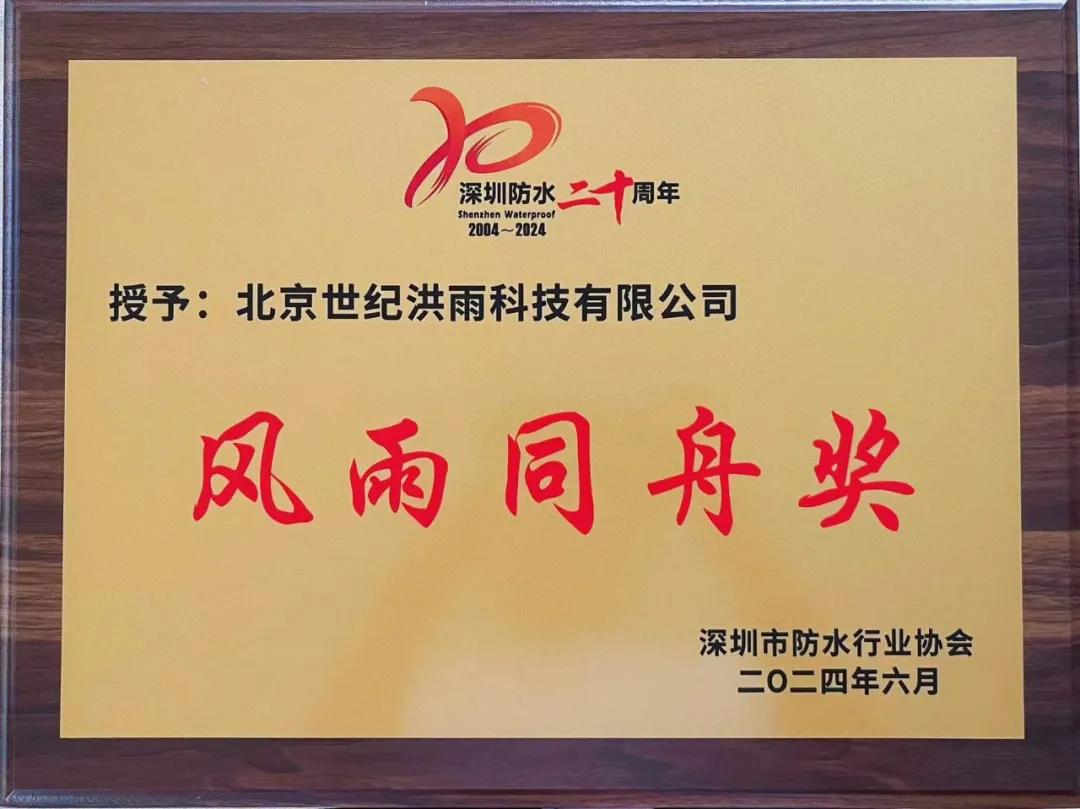 深圳防水二十周年
Shenzhen Waterproof
2004～2024
授予：北京世纪洪雨科技有限公司
风雨同舟奖
深圳市防水行业协会
二〇二四年六月